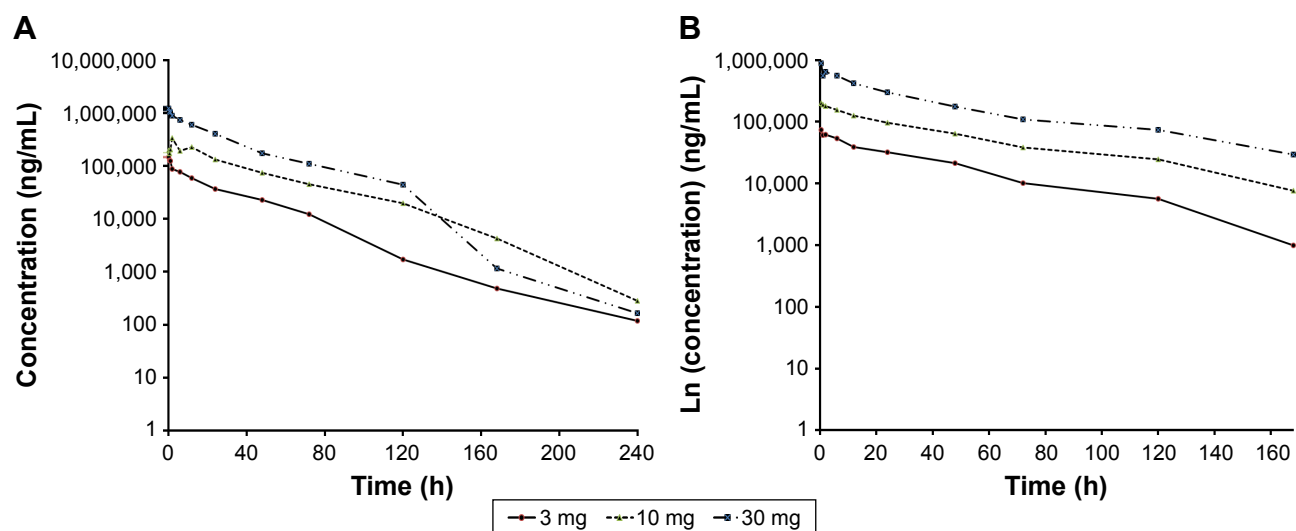 A
Concentration (ng/mL)
10,000,000
1,000,000
100,000
10,000
1,000
100
10
1
0 40 80 120 160 200 240
Time (h)
B
Ln (concentration) (ng/mL)
1,000,000
100,000
10,000
1,000
100
10
1
0 20 40 60 80 100 120 140 160
Time (h)
3 mg 10 mg 30 mg